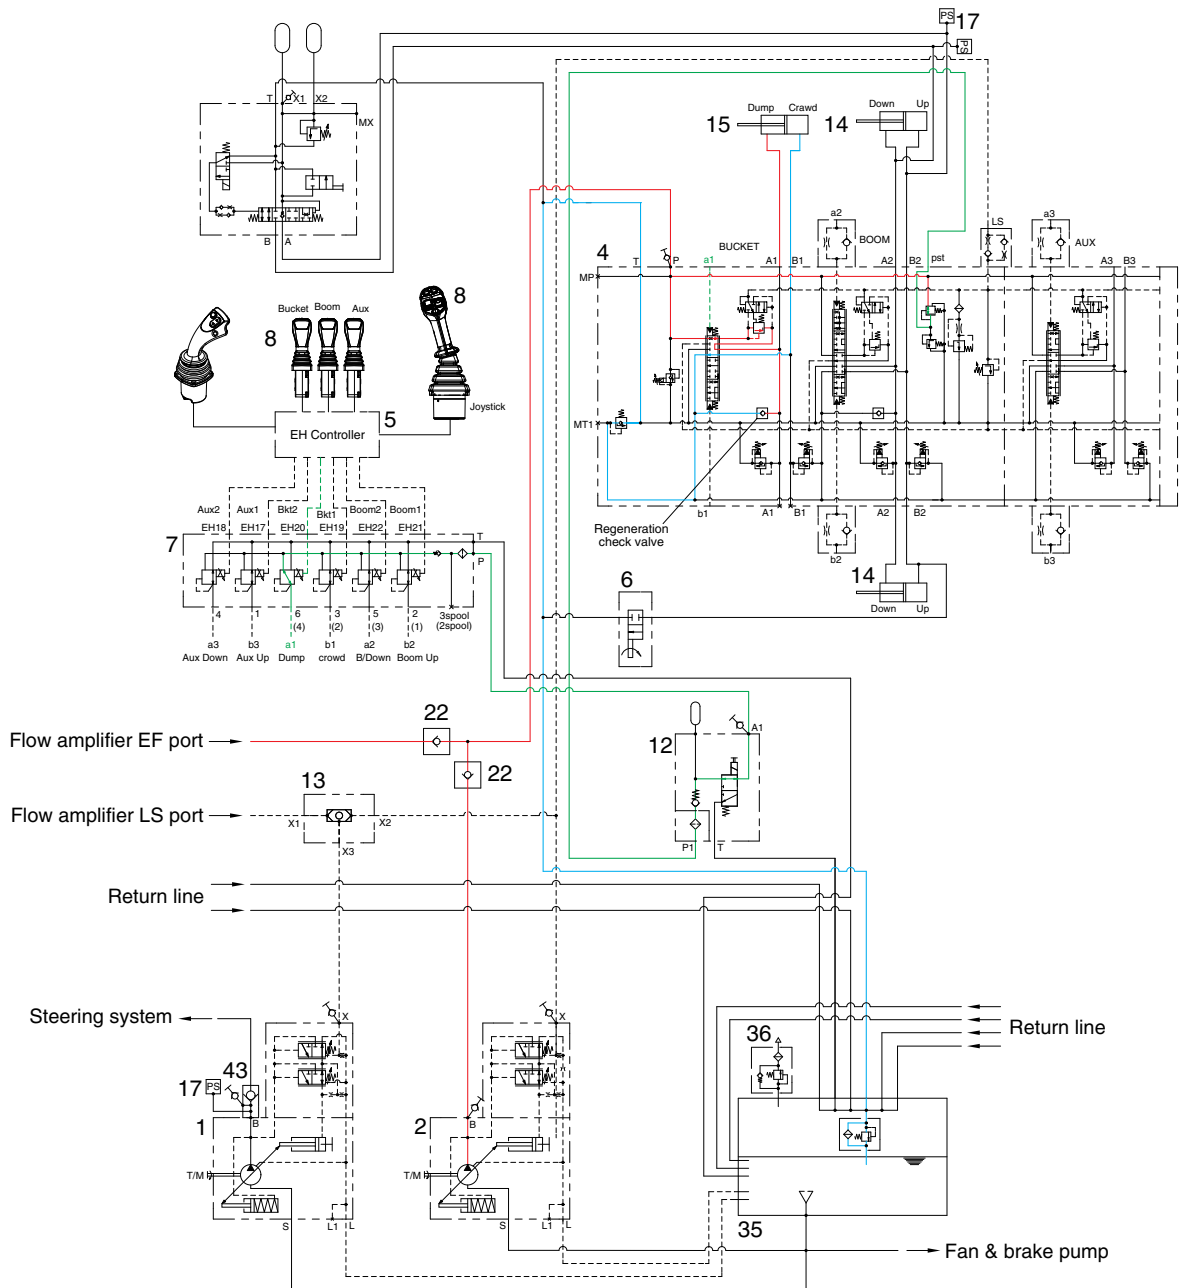 PS 17
PS
T X1 X2
MX
B A
15 Dump Crawd
14 Down Up
a2
BOOM
LS
a3
AUX
4 T P
BUCKET
a1 A1 B1
A2 B2 pst
A3 B3
MP
MT1
b1 A1 B1
A2 B2
b2
b3
Regeneration
check valve
14
Down Up
8
Bucket Boom Aux
8
Joystick
5
EH Controller
Aux2 Aux1 Bkt2 Bkt1 Boom2 Boom1
EH18 EH17 EH20 EH19 EH22 EH21
7
T
P
4 1 6 3 5 2
(4) (2) (3) (1)
3spool
(2spool)
a3 b3 a1 b1 a2 b2
Aux Down Aux Up Dump crowd B/Down Boom Up
6
Flow amplifier EF port
22
22
12
A1
P1 T
13
Flow amplifier LS port
X1 X2
X3
Return line
Steering system
X
X
17 PS 43
B
B
1
2
T/M
T/M
S L1 L
S L1 L
36
Return line
35
Fan & brake pump